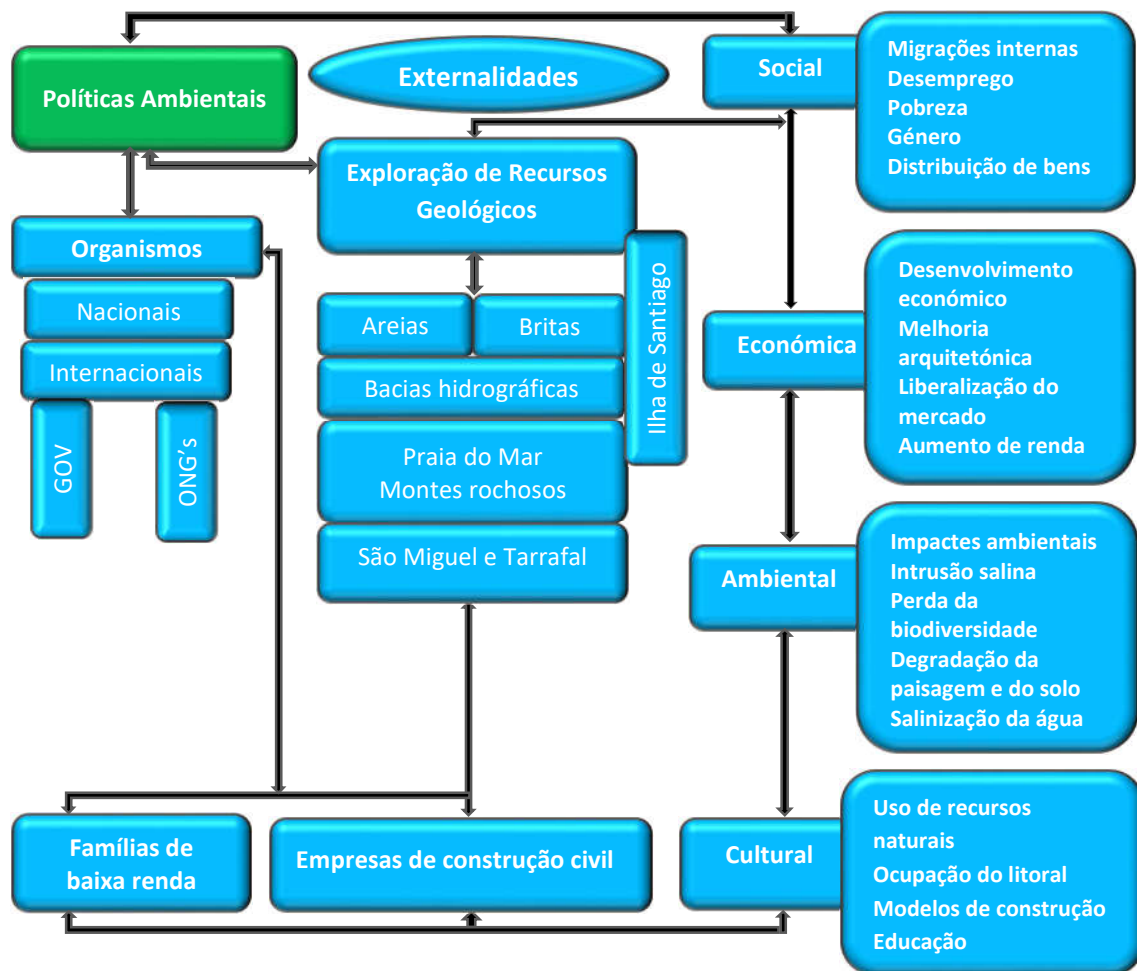 Políticas Ambientais
Externalidades
Social
Migrações internas
Desemprego
Pobreza
Género
Distribuição de bens
Exploração de Recursos
Geológicos
Organismos
Nacionais
Internacionais
GOV
ONG's
Areias
Britas
Ilha de Santiago
Bacias hidrográficas
Praia do Mar
Montes rochosos
São Miguel e Tarrafal
Económica
Desenvolvimento
económico
Melhoria
arquitetónica
Liberalização do
mercado
Aumento de renda
Ambiental
Impactes ambientais
Intrusão salina
Perda da
biodiversidade
Degradação da
paisagem e do solo
Salinização da água
Famílias de
baixa renda
Empresas de construção civil
Cultural
Uso de recursos
naturais
Ocupação do litoral
Modelos de construção
Educação